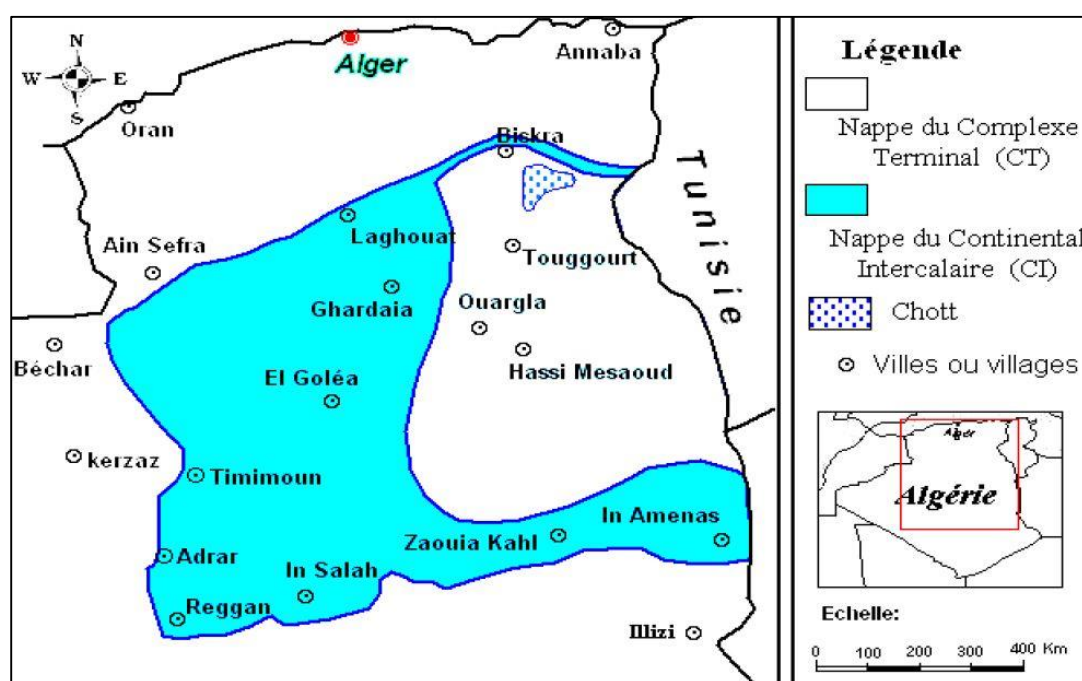 N
W E
S
Alger
Annaba
Oran
Biskra
Laghouat
Ain Sefra
Touggourt
Ghardaia
Ouargla
Béchar
Hassi Mesaoud
El Goléa
kerzaz
Timimoun
In Amenas
Zaouia Kahl
Adrar
In Salah
Reggan
Illizi
Tunisie
Légende
Nappe du Complexe
Terminal (CT)
Nappe du Continental
Intercalaire (CI)
Chott
Villes ou villages
Alger
Algérie
Echelle:
0 100 200 300 400 Km